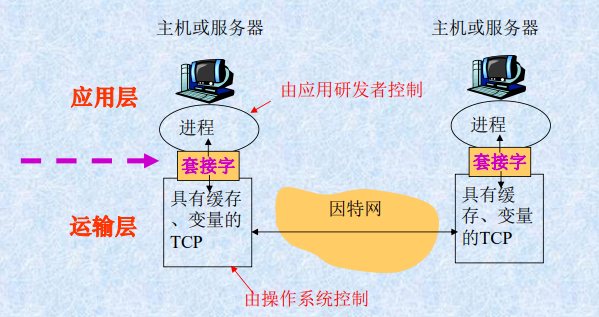 主机或服务器
主机或服务器
应用层
由应用研发者控制
进程
进程
套接字
套接字
具有缓存
、变量的
TCP
运输层
因特网
具有缓
存、变量
的TCP
由操作系统控制